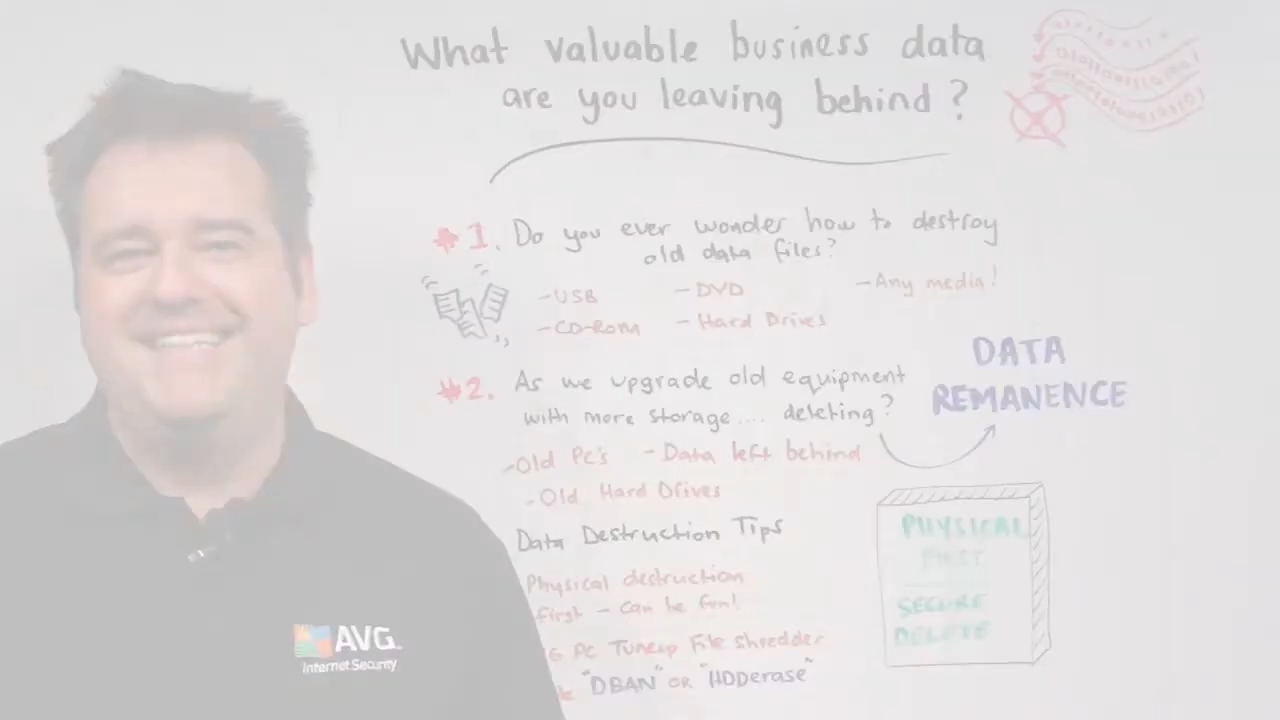 What valuable business data
are you leaving behind?
#1. Do you ever wonder how to destroy
old data files?
-USB
-DVD
-Any media!
-CD-ROM
-Hard Drives
#2. As we upgrade old equipment
with more storage.... deleting?
DATA
REMANENCE
-Old PC's
-Data left behind
-Old Hard Drives
Data Destruction Tips
Physical destruction
first - Can be fun!
PC Tuneup File shredder
"DBAN" OR "HDDerase"
PHYSICAL
FIRST
SECURE
DELETE
AVG
Internet Security